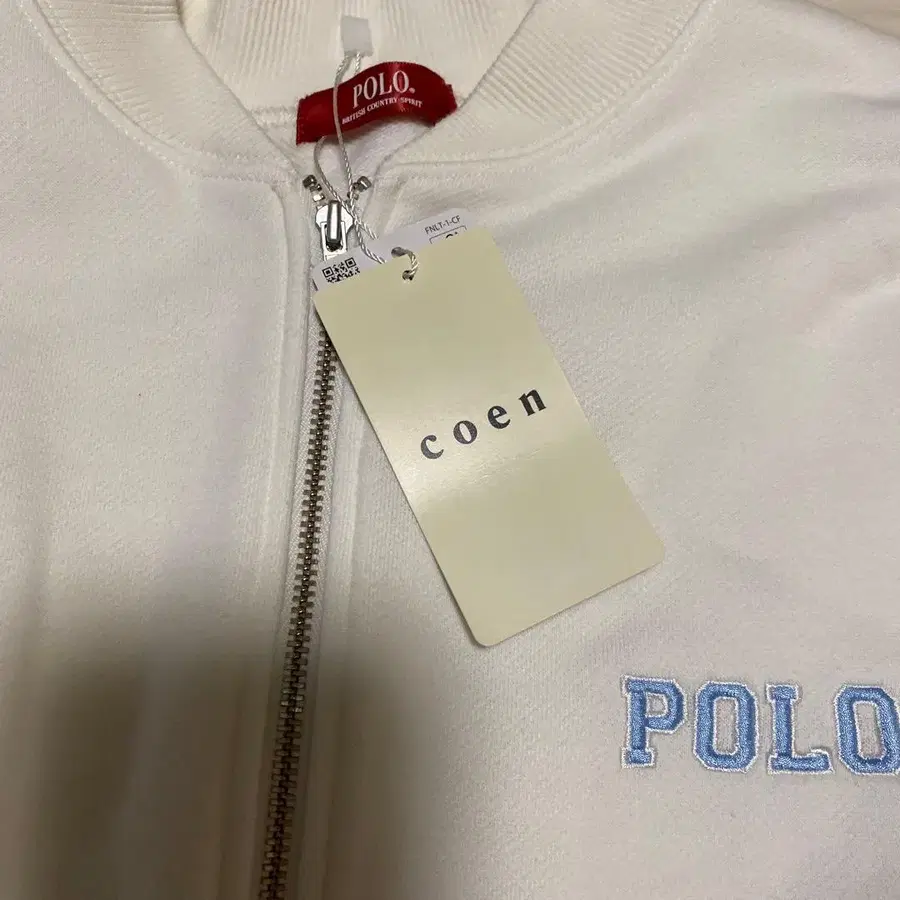 POLO®
BRITISH COUNTRY SPIRIT
FNLT-1-CF
coen
POLO